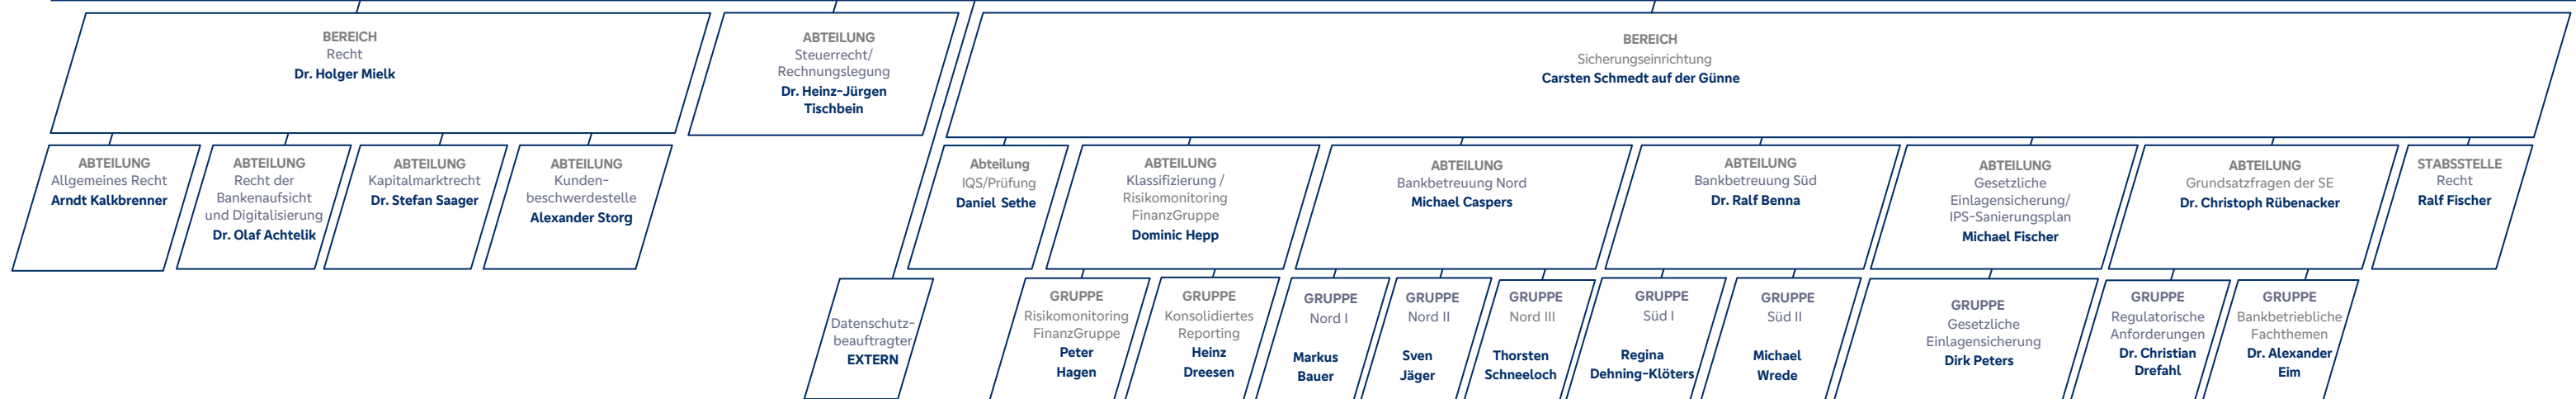 BEREICH
Recht
Dr. Holger Mielk
ABTEILUNG
Steuerrecht/
Rechnungslegung
Dr. Heinz-Jürgen
Tischbein
BEREICH
Sicherungseinrichtung
Carsten Schmedt auf der Günne
ABTEILUNG
Allgemeines Recht
Arndt Kalkbrenner
ABTEILUNG
Recht der
Bankenaufsicht
und Digitalisierung
Dr. Olaf Achtelik
ABTEILUNG
Kapitalmarktrecht
Dr. Stefan Saager
ABTEILUNG
Kunden-
beschwerdestelle
Alexander Storg
Abteilung
IQS/Prüfung
Daniel Sethe
ABTEILUNG
Klassifizierung /
Risikomonitoring
FinanzGruppe
Dominic Hepp
ABTEILUNG
Bankbetreuung Nord
Michael Caspers
ABTEILUNG
Bankbetreuung Süd
Dr. Ralf Benna
ABTEILUNG
Gesetzliche
Einlagensicherung/
IPS-Sanierungsplan
Michael Fischer
ABTEILUNG
Grundsatzfragen der SE
Dr. Christoph Rübenacker
STABSSTELLE
Recht
Ralf Fischer
Datenschutz-
beauftragter
EXTERN
GRUPPE
Risikomonitoring
FinanzGruppe
Peter
Hagen
GRUPPE
Konsolidiertes
Reporting
Heinz
Dreesen
GRUPPE
Nord I
Markus
Bauer
GRUPPE
Nord II
Sven
Jäger
GRUPPE
Nord III
Thorsten
Schneeloch
GRUPPE
Süd I
Regina
Dehning-Klöters
GRUPPE
Süd II
Michael
Wrede
GRUPPE
Gesetzliche
Einlagensicherung
Dirk Peters
GRUPPE
Regulatorische
Anforderungen
Dr. Christian
Drefahl
GRUPPE
Bankbetriebliche
Fachthemen
Dr. Alexander
Eim